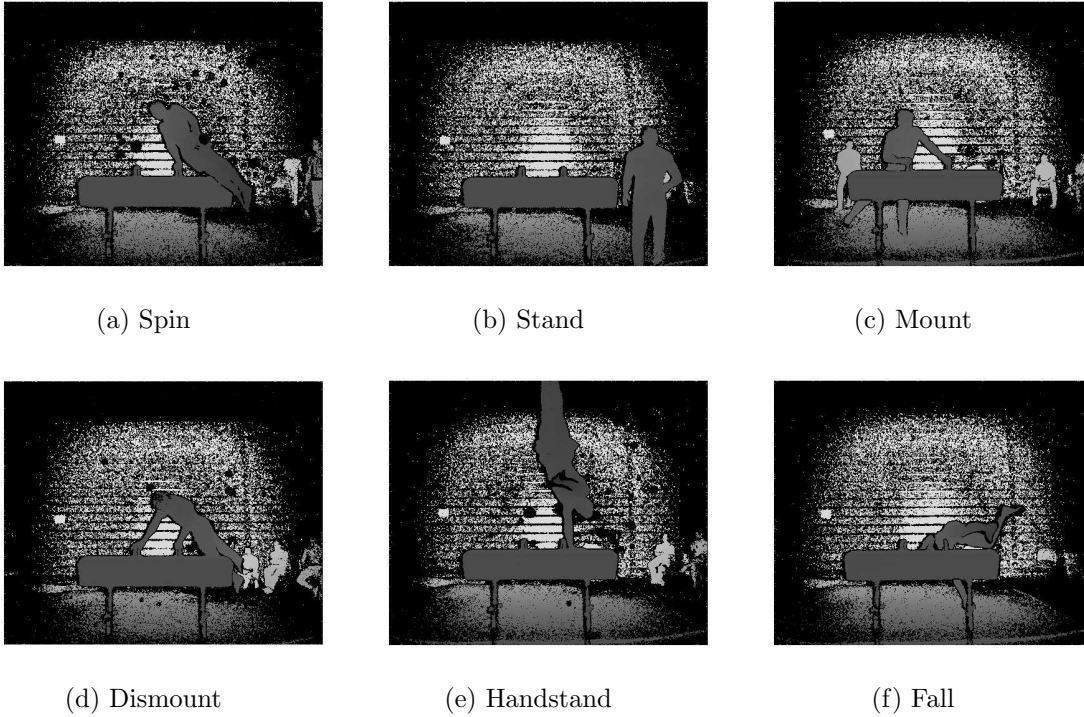 (a) Spin
(b) Stand
(c) Mount
(d) Dismount
(e) Handstand
(f) Fall